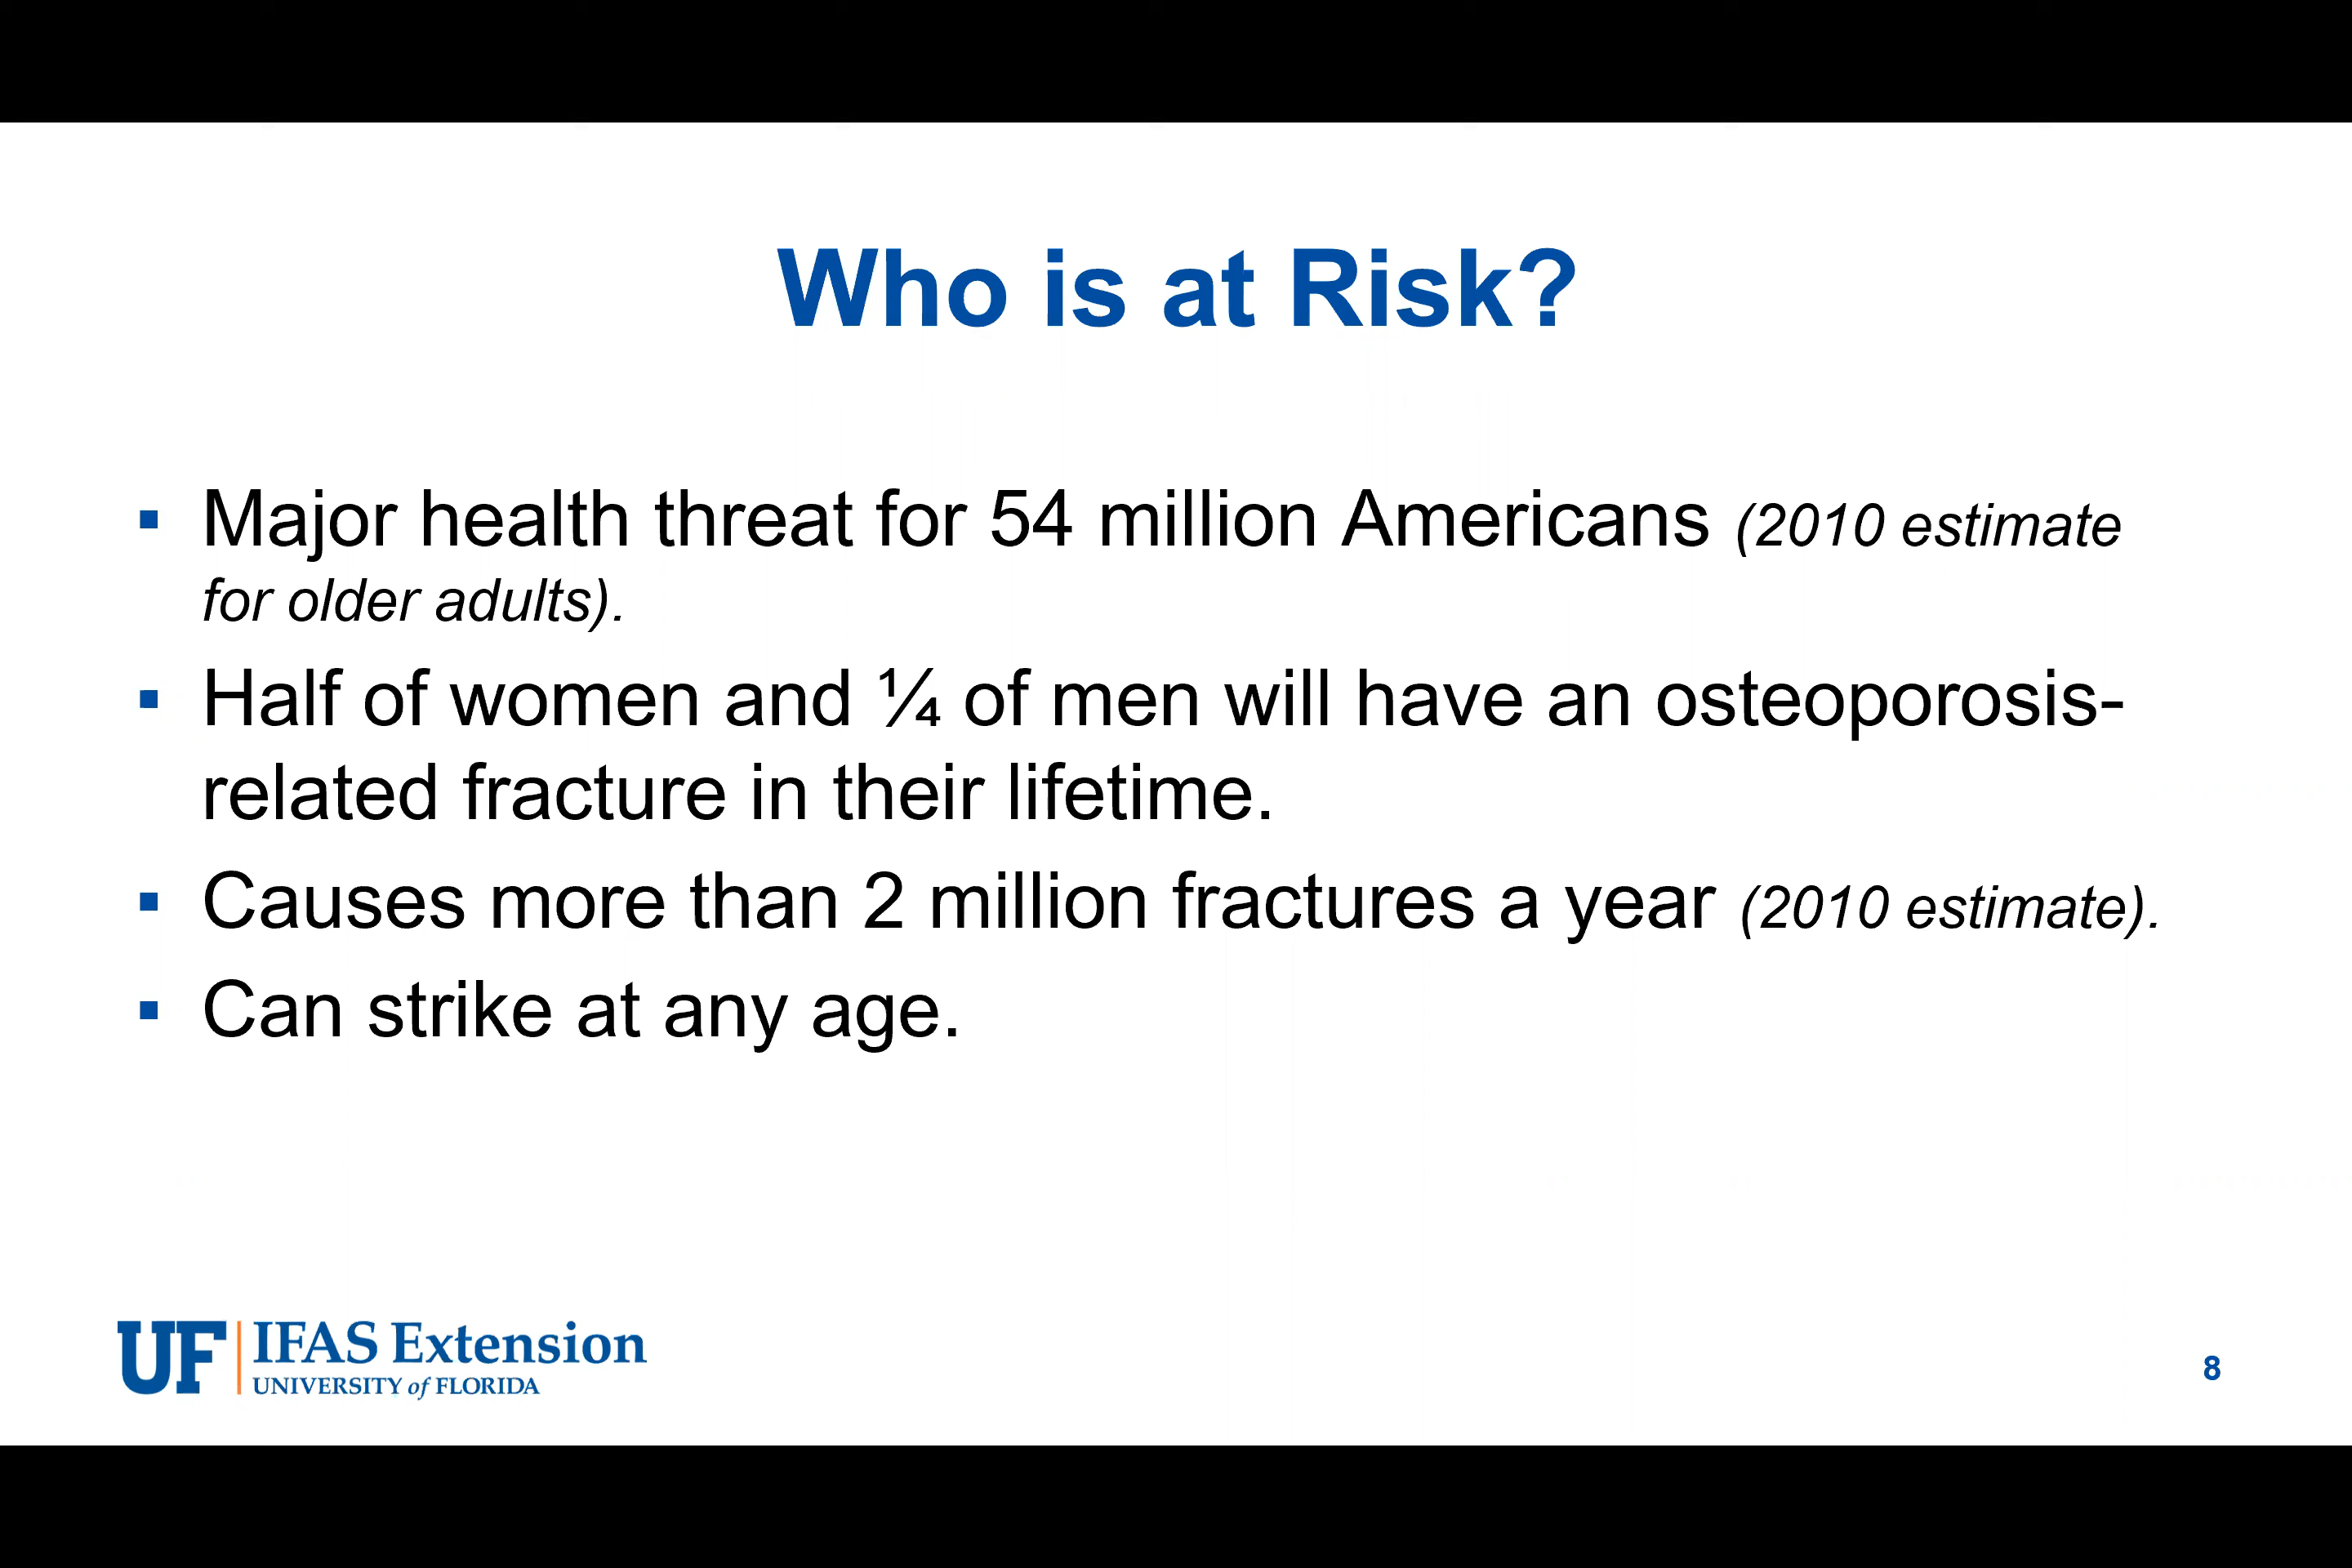 Who is at Risk?
▪ Major health threat for 54 million Americans (2010 estimate
for older adults).
▪ Half of women and ¼ of men will have an osteoporosis-
related fracture in their lifetime.
▪ Causes more than 2 million fractures a year (2010 estimate).
▪ Can strike at any age.
UF IFAS Extension
UNIVERSITY of FLORIDA
8